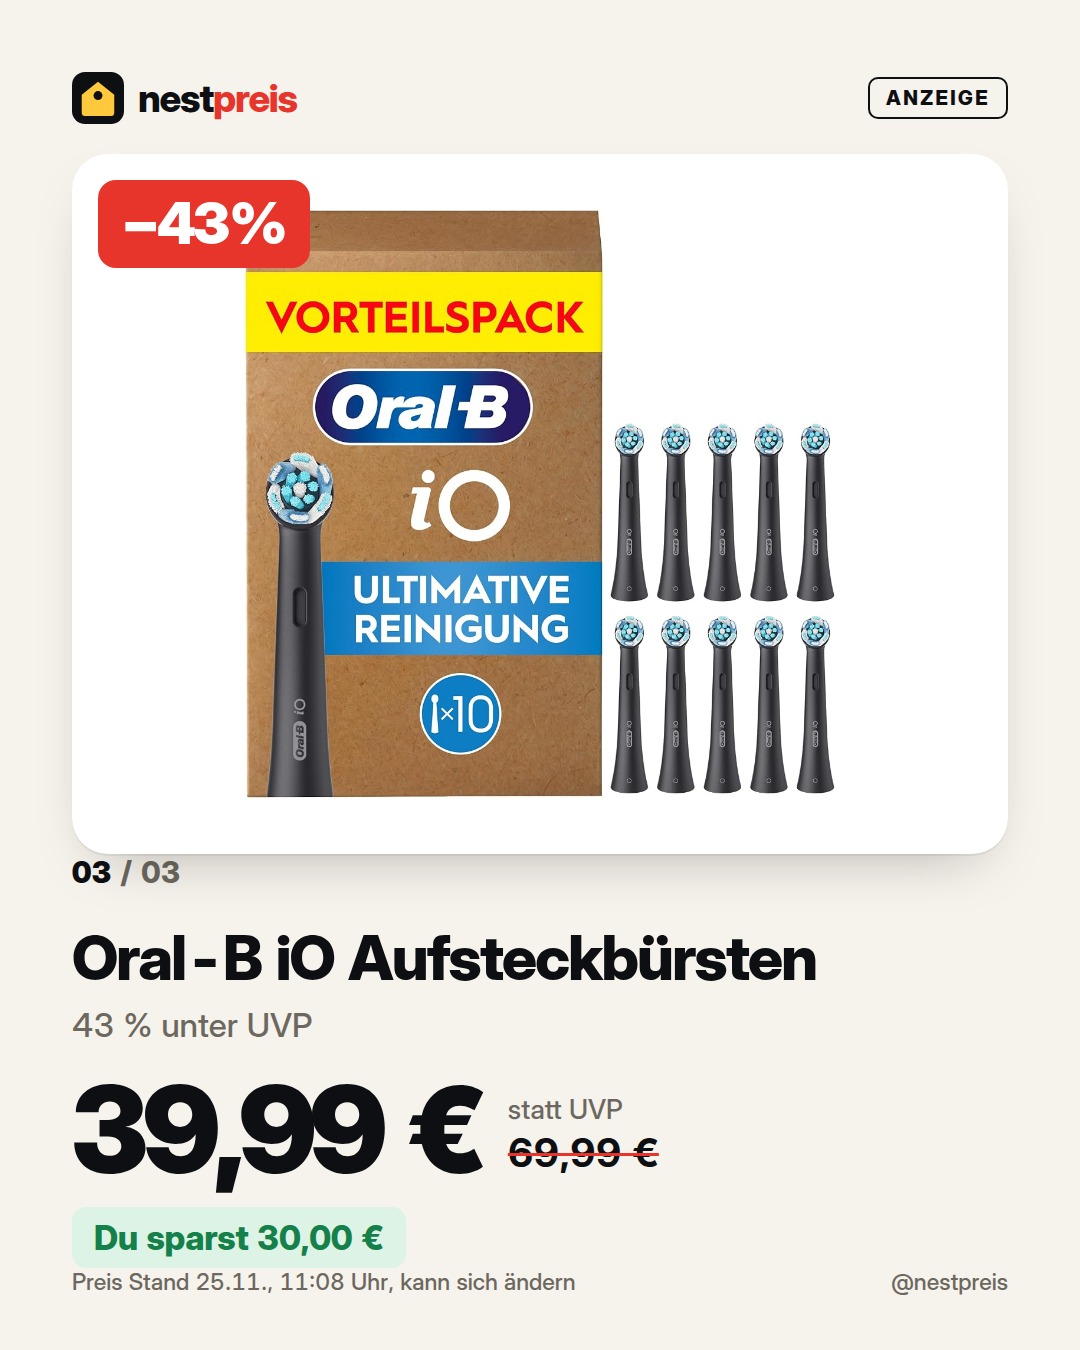 nestpreis
ANZEIGE
–43%
VORTEILSPACK
Oral-B
iO
ULTIMATIVE
REINIGUNG
×10
Oral-B iO
03 / 03
Oral-B iO Aufsteckbürsten
43 % unter UVP
39,99 €
statt UVP
69,99 €
Du sparst 30,00 €
Preis Stand 25.11., 11:08 Uhr, kann sich ändern
@nestpreis